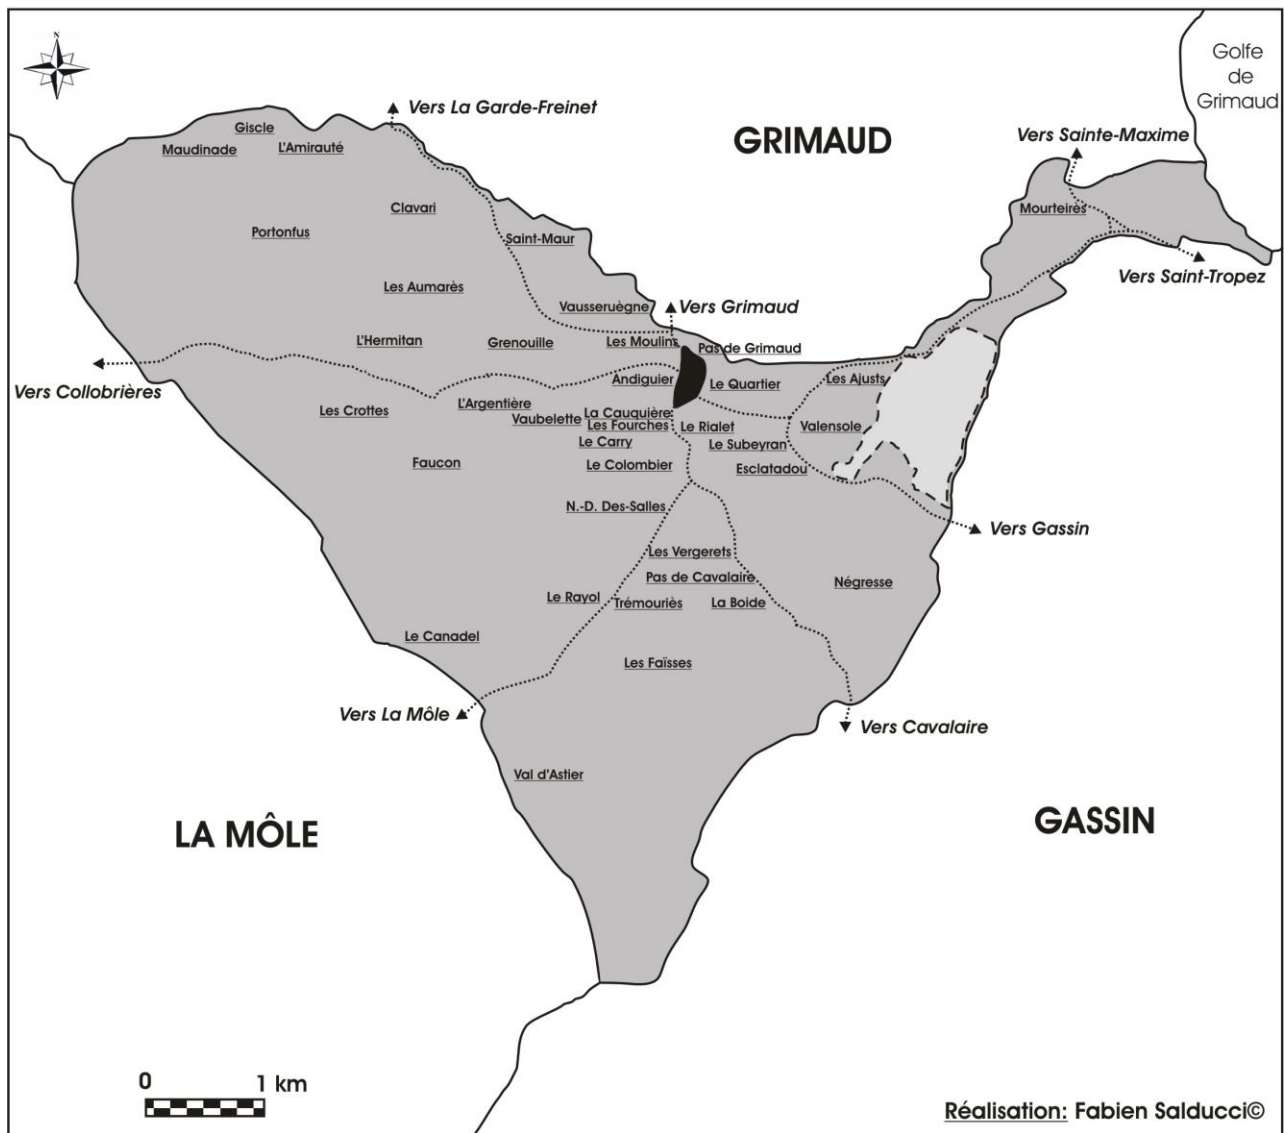 N
Golfe
de
Grimaud
Vers La Garde-Freinet
GRIMAUD
Vers Sainte-Maxime
Giscle
Maudinade
L'Amirauté
Clavari
Mourteirès
Portonfus
Saint-Maur
Vers Saint-Tropez
Les Aumarès
Vausseruègne
Vers Grimaud
L'Hermitan
Grenouille
Les Moulins
Pas de Grimaud
Vers Collobrières
Andiguier
Le Quartier
Les Ajusts
Les Crottes
L'Argentière
Vaubelette
La Cauquière
Les Fourches
Le Rialet
Valensole
Le Carry
Le Subeyran
Faucon
Le Colombier
Esclatadou
N.-D. Des-Salles
Vers Gassin
Les Vergerets
Pas de Cavalaire
Négresse
Le Rayol
Trémouriès
La Boide
Le Canadel
Les Faïsses
Vers La Môle
Vers Cavalaire
Val d'Astier
LA MÔLE
GASSIN
0
1 km
Réalisation: Fabien Salducci©